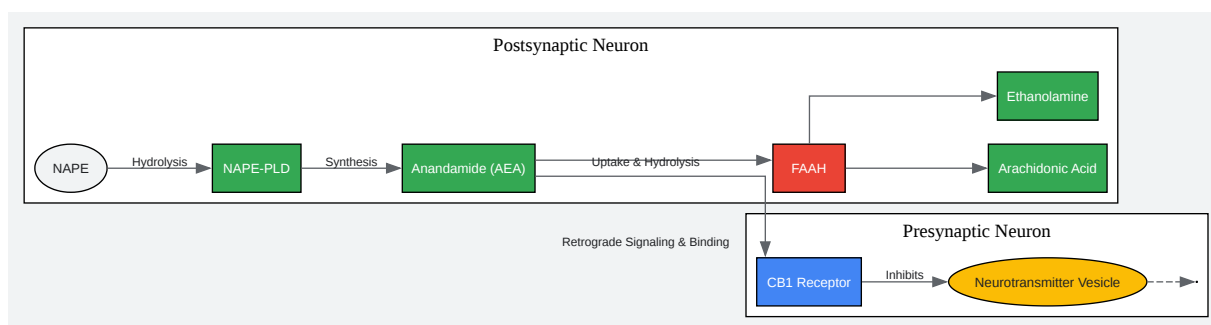 Postsynaptic Neuron
Ethanolamine
NAPE
Hydrolysis
NAPE-PLD
Synthesis
Anandamide (AEA)
Uptake & Hydrolysis
FAAH
Arachidonic Acid
Presynaptic Neuron
Retrograde Signaling & Binding
CB1 Receptor
Inhibits
Neurotransmitter Vesicle